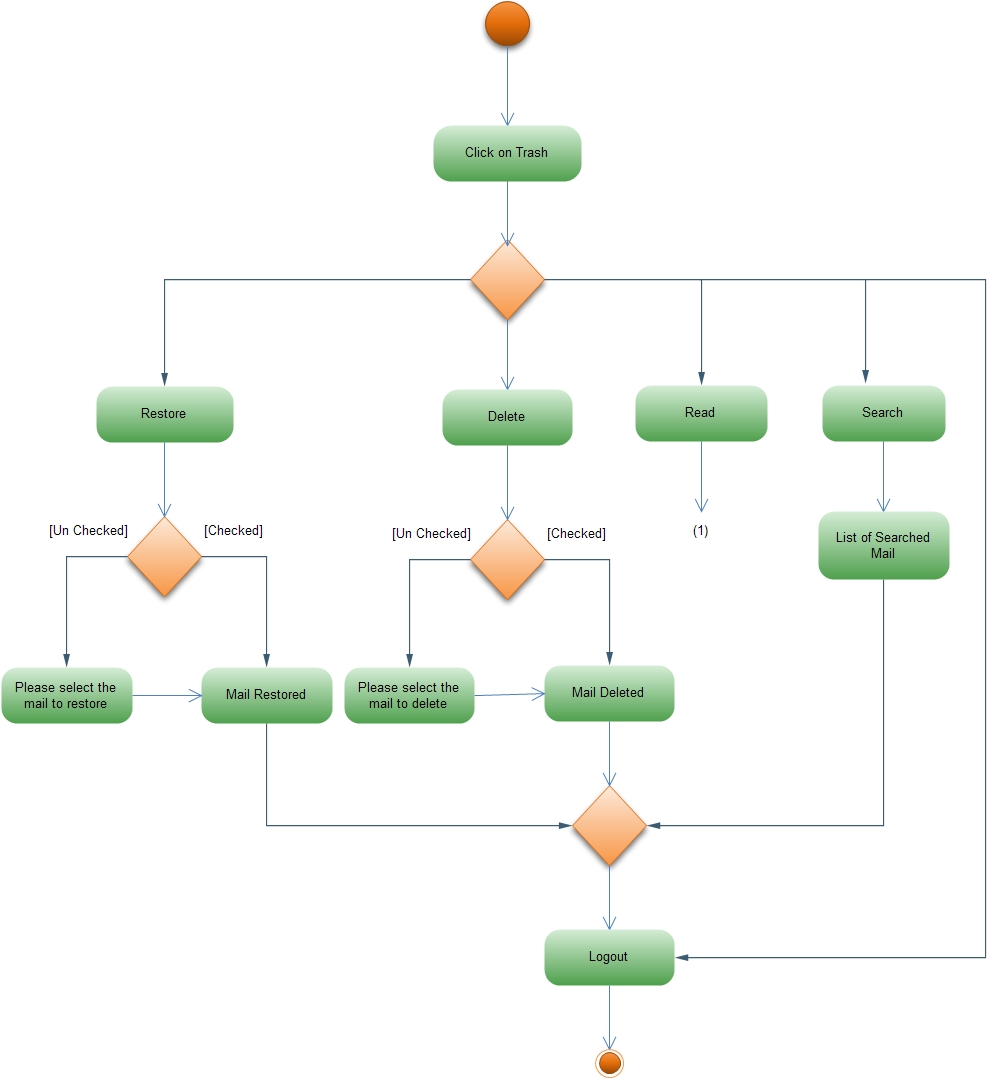 Click on Trash
Restore
Delete
Read
Search
[Un Checked]
[Checked]
[Un Checked]
[Checked]
(1)
List of Searched
Mail
Please select the
mail to restore
Mail Restored
Please select the
mail to delete
Mail Deleted
Logout